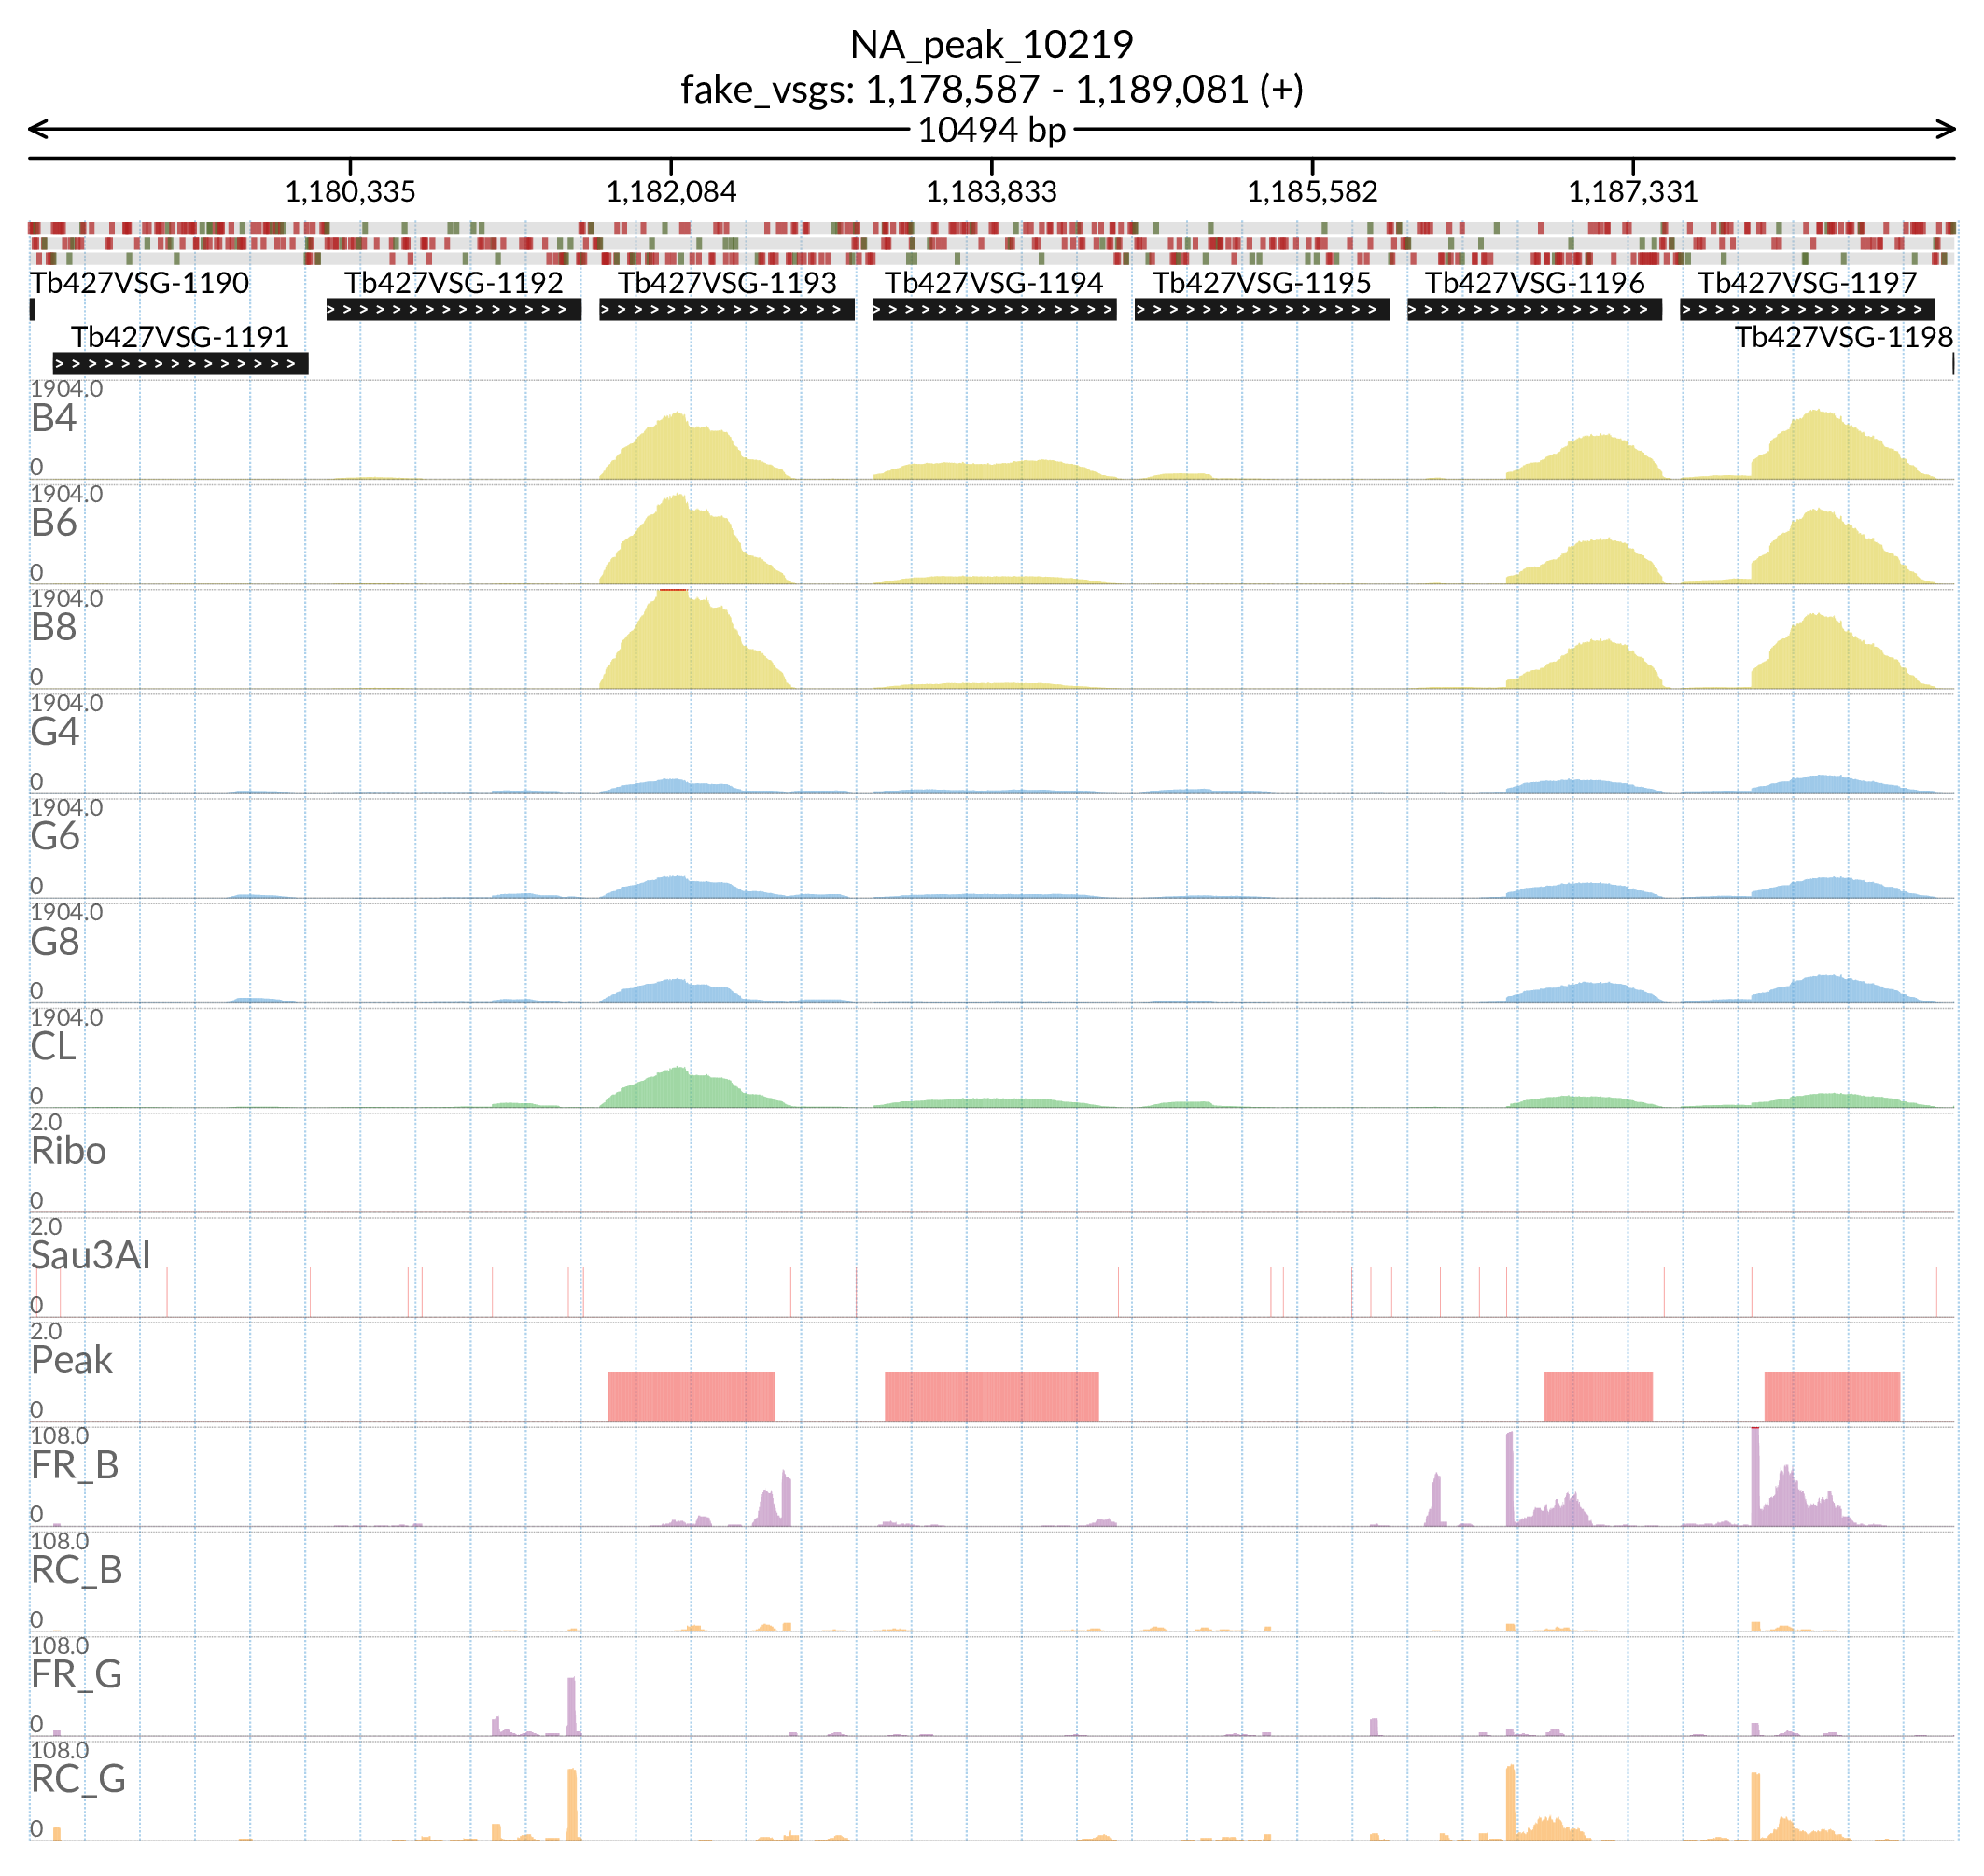 NA_peak_10219
fake_vsgs: 1,178,587 - 1,189,081 (+)
10494 bp
1,180,335 1,182,084 1,183,833 1,185,582 1,187,331
Tb427VSG-1190 Tb427VSG-1192 Tb427VSG-1193 Tb427VSG-1194 Tb427VSG-1195 Tb427VSG-1196 Tb427VSG-1197
Tb427VSG-1191 Tb427VSG-1198
1904.0
B4
0
1904.0
B6
0
1904.0
B8
0
1904.0
G4
0
1904.0
G6
0
1904.0
G8
0
1904.0
CL
0
2.0
Ribo
0
2.0
Sau3AI
0
2.0
Peak
0
108.0
FR_B
0
108.0
RC_B
0
108.0
FR_G
0
108.0
RC_G
0